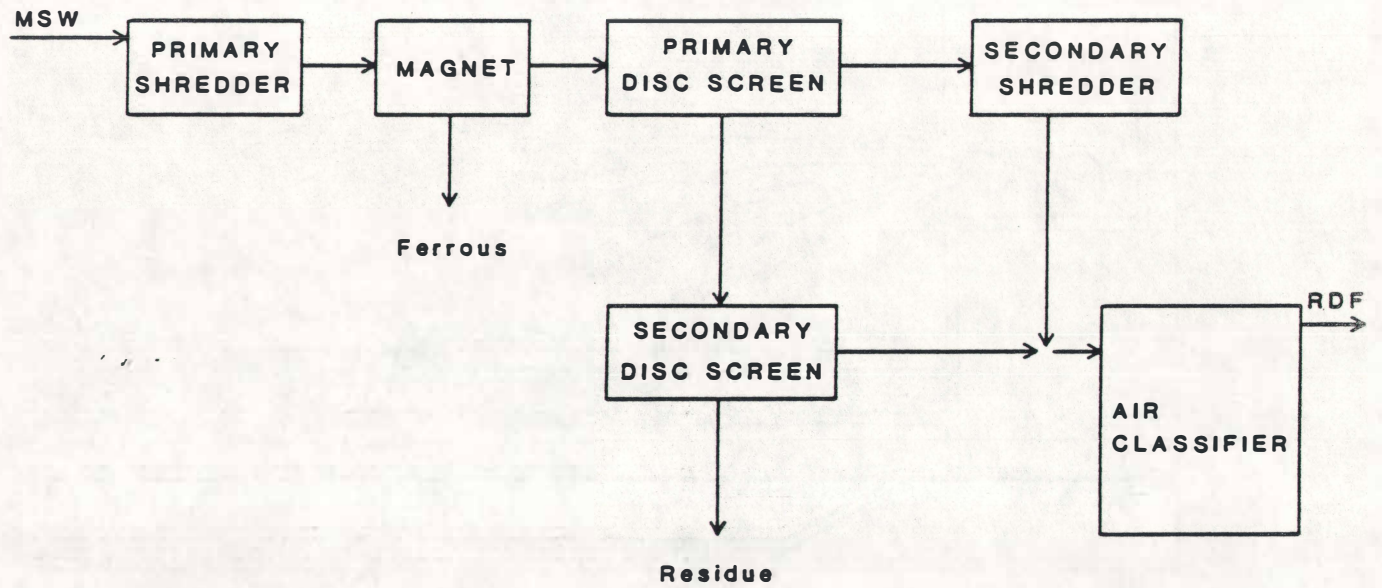 MSW
PRIMARY
SHREDDER
MAGNET
PRIMARY
DISC SCREEN
SECONDARY
SHREDDER
Ferrous
SECONDARY
DISC SCREEN
RDF
AIR
CLASSIFIER
Residue